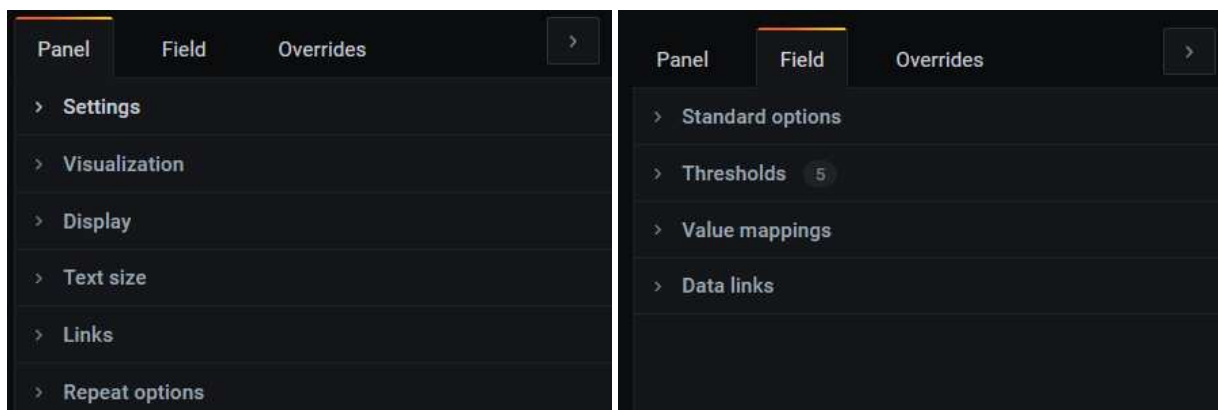 Panel Field Overrides
Settings
Visualization
Display
Text size
Links
Repeat options
Panel Field Overrides
Standard options
Thresholds 5
Value mappings
Data links